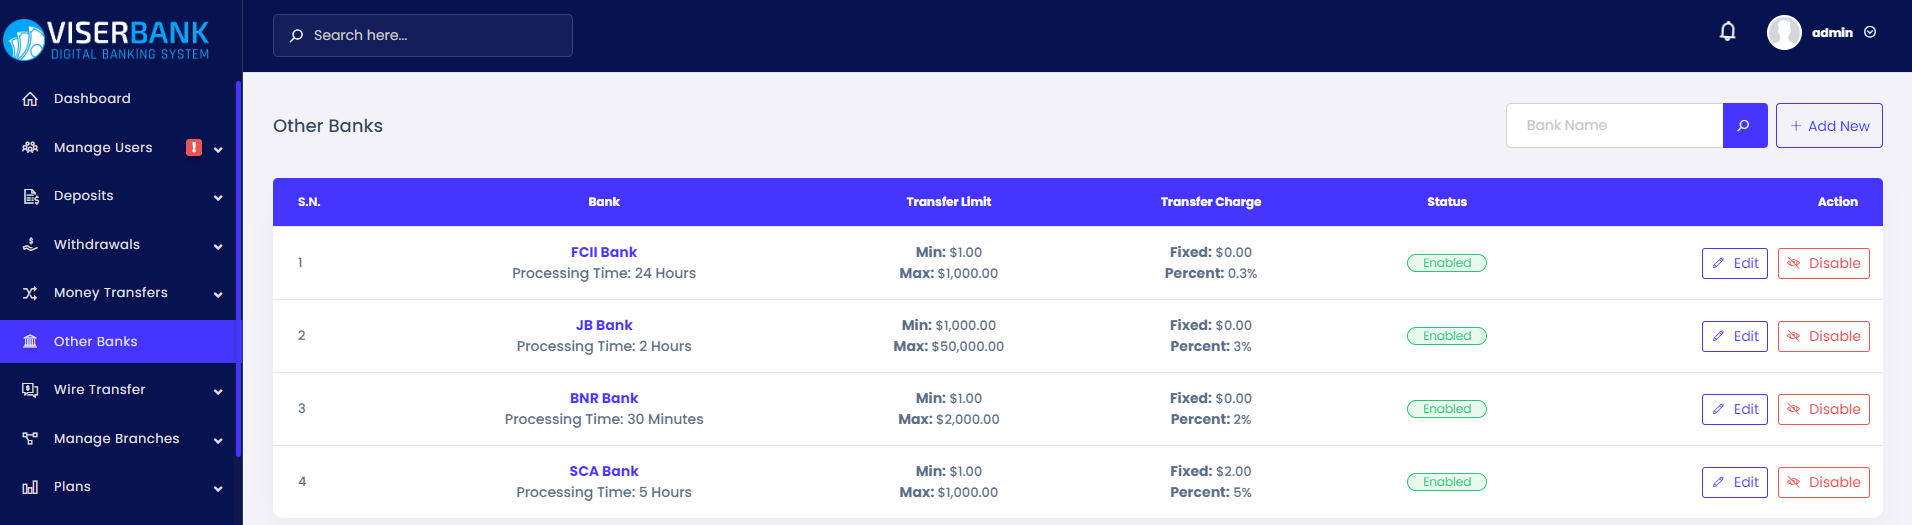 VISERBANK
DIGITAL BANKING SYSTEM
Search here...
admin
Dashboard
Manage Users
Deposits
Withdrawals
Money Transfers
Other Banks
Wire Transfer
Manage Branches
Plans
Other Banks
Bank Name
+ Add New
S.N. Bank Transfer Limit Transfer Charge Status Action
1 FCII Bank Min: $1.00 Fixed: $0.00 Enabled Edit Disable
Processing Time: 24 Hours Max: $1,000.00 Percent: 0.3%
2 JB Bank Min: $1,000.00 Fixed: $0.00 Enabled Edit Disable
Processing Time: 2 Hours Max: $50,000.00 Percent: 3%
3 BNR Bank Min: $1.00 Fixed: $0.00 Enabled Edit Disable
Processing Time: 30 Minutes Max: $2,000.00 Percent: 2%
4 SCA Bank Min: $1.00 Fixed: $2.00 Enabled Edit Disable
Processing Time: 5 Hours Max: $1,000.00 Percent: 5%